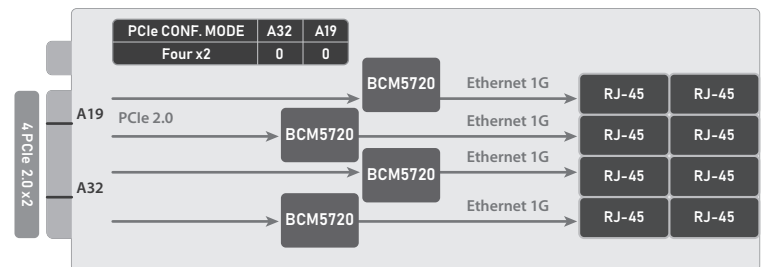 PCIe CONF. MODE A32 A19
Four x2 0 0
4 PCIe 2.0 x2
A19
A32
PCIe 2.0
BCM5720
Ethernet 1G
RJ-45 RJ-45
BCM5720
Ethernet 1G
RJ-45 RJ-45
BCM5720
Ethernet 1G
RJ-45 RJ-45
BCM5720
Ethernet 1G
RJ-45 RJ-45